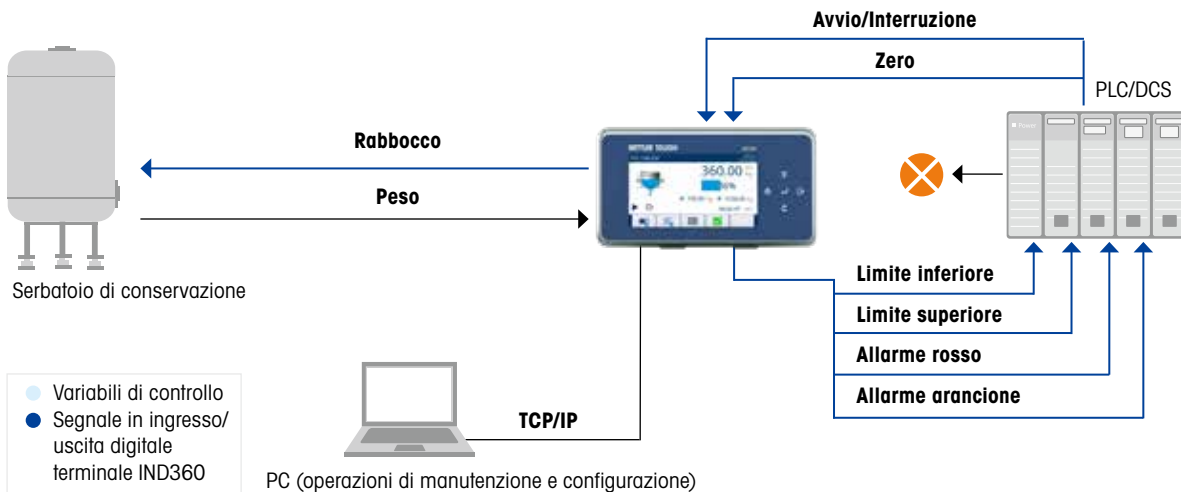 Avvio/Interruzione
Zero
PLC/DCS
Power
Rabbocco
METTLER TOLEDO
360.00
Peso
Limite inferiore
Serbatoio di conservazione
Limite superiore
Allarme rosso
Variabili di controllo
Allarme arancione
Segnale in ingresso/
uscita digitale
terminale IND360
TCP/IP
PC (operazioni di manutenzione e configurazione)